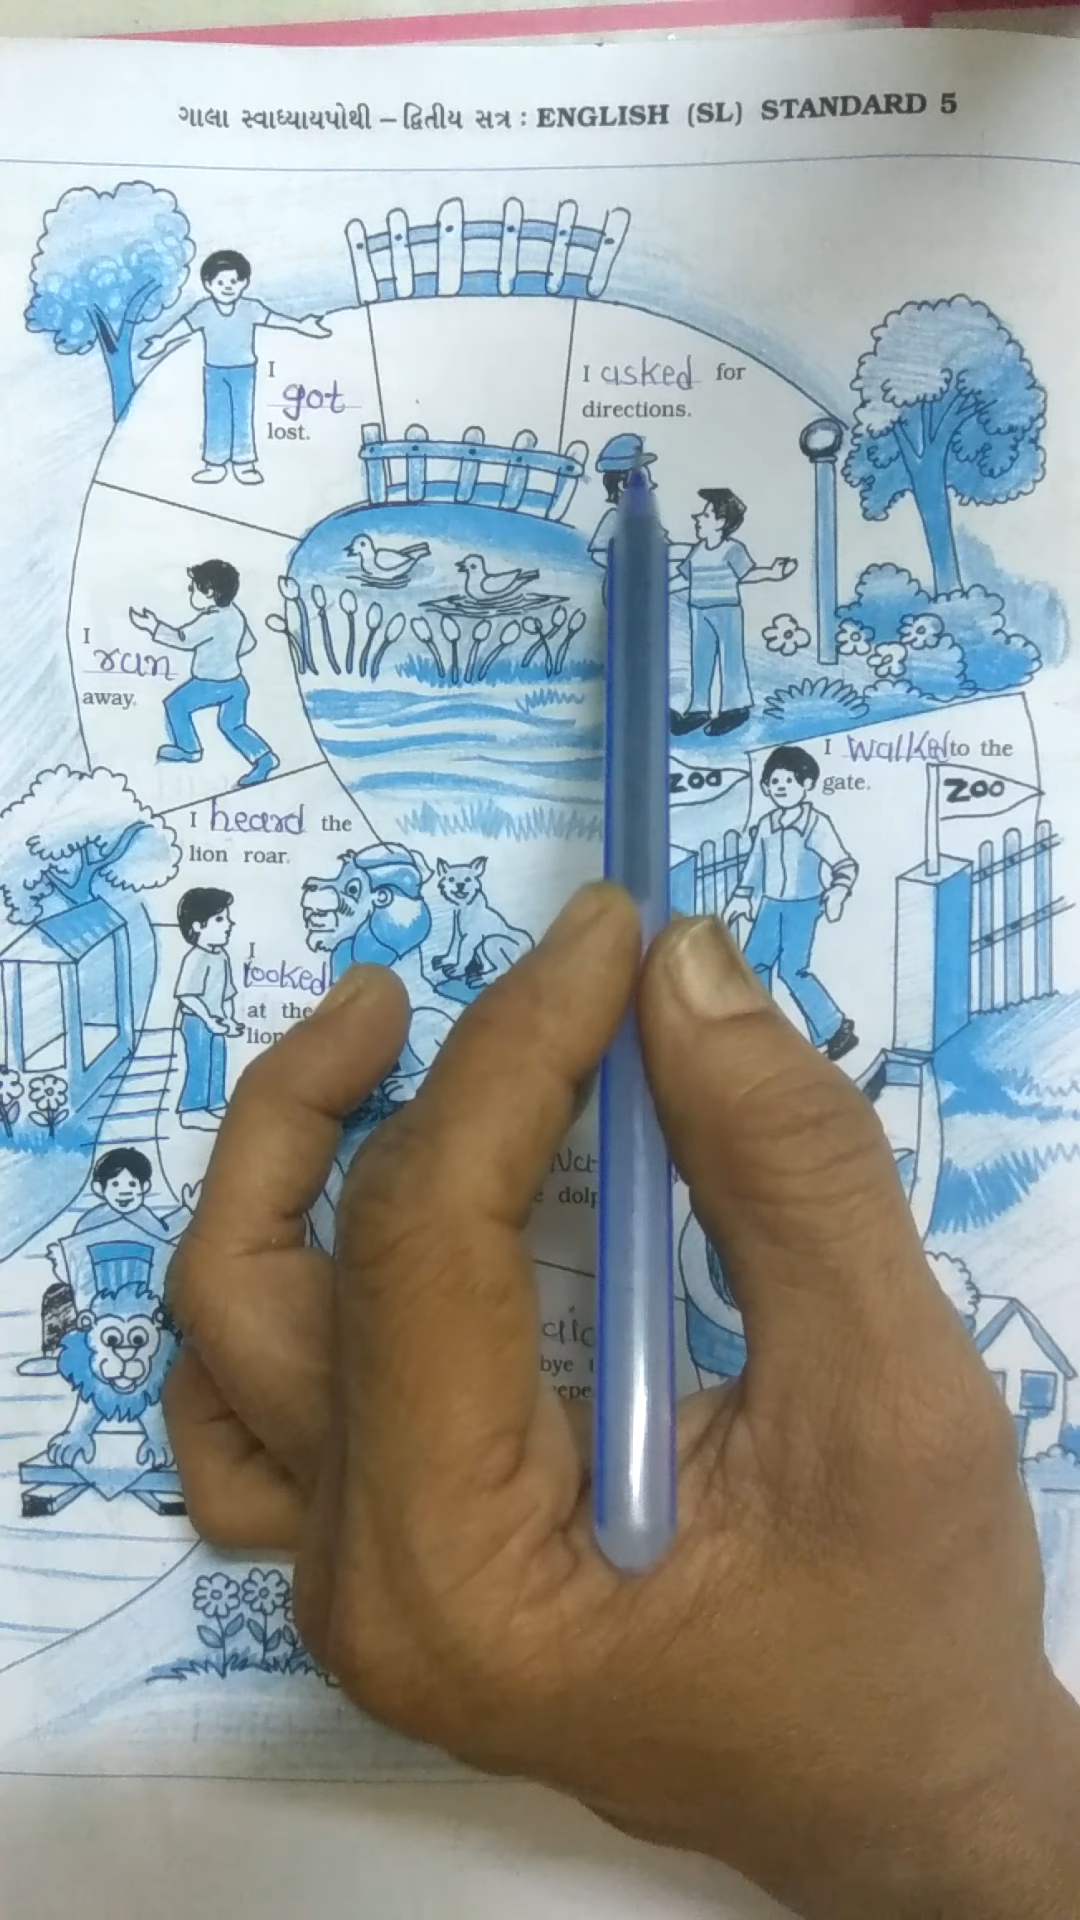 ગાલા સ્વાધ્યાયપોથી – દ્વિતીય સત્ર : ENGLISH (SL) STANDARD 5
I
got
lost.
I asked for
directions.
I
run
away.
I walked to the
gate.
ZOO
ZOO
I heard the
lion roar.
I
looked
at the
lion